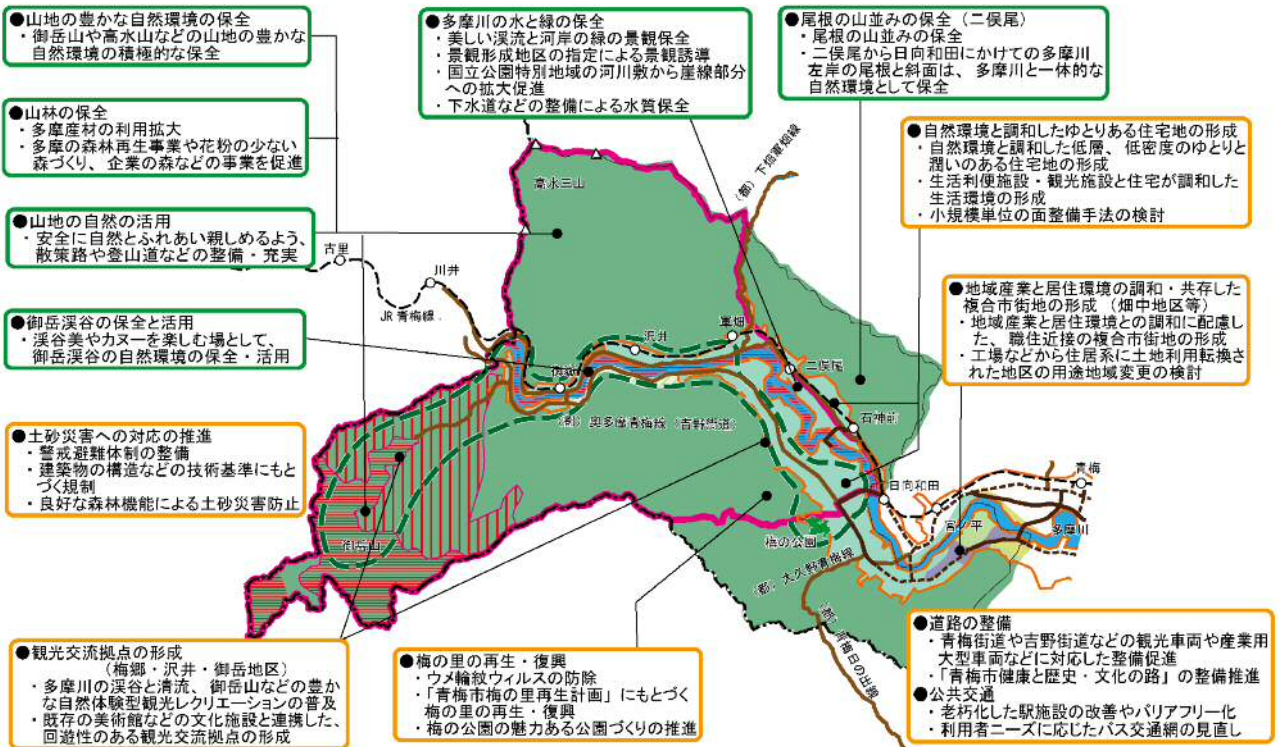 ●山地の豊かな自然環境の保全
・御岳山や高水山などの山地の豊かな
自然環境の積極的な保全
●山林の保全
・多摩産材の利用拡大
・多摩の森林再生事業や花粉の少ない
森づくり、企業の森などの事業を促進
●山地の自然の活用
・安全に自然とふれあい親しめるよう、
散策路や登山道などの整備・充実
●御岳渓谷の保全と活用
・渓谷美やカヌーを楽しむ場として、
御岳渓谷の自然環境の保全・活用
●土砂災害への対応の推進
・警戒避難体制の整備
・建築物の構造などの技術基準にもと
づく規制
・良好な森林機能による土砂災害防止
●観光交流拠点の形成
（梅郷・沢井・御岳地区）
・多摩川の渓谷と清流、御岳山などの豊か
な自然体験型観光レクリエーションの普及
・既存の美術館などの文化施設と連携した、
回遊性のある観光交流拠点の形成
●多摩川の水と緑の保全
・美しい渓流と河岸の緑の景観保全
・景観形成地区の指定による景観誘導
・国立公園特別地域の河川敷から崖線部分
への拡大促進
・下水道などの整備による水質保全
●尾根の山並みの保全（二俣尾）
・尾根の山並みの保全
・二俣尾から日向和田にかけての多摩川
左岸の尾根と斜面は、多摩川と一体的な
自然環境として保全
●自然環境と調和したゆとりある住宅地の形成
・自然環境と調和した低層、低密度のゆとりと
潤いのある住宅地の形成
・生活利便施設・観光施設と住宅が調和した
生活環境の形成
・小規模単位の面整備手法の検討
●地域産業と居住環境の調和・共存した
複合市街地の形成（畑中地区等）
・地域産業と居住環境との調和に配慮し
た、職住近接の複合市街地の形成
・工場などから住居系に土地利用転換さ
れた地区の用途地域変更の検討
●梅の里の再生・復興
・ウメ輪紋ウィルスの防除
・「青梅市梅の里再生計画」にもとづく
梅の里の再生・復興
・梅の公園の魅力ある公園づくりの推進
●道路の整備
・青梅街道や吉野街道などの観光車両や産業用
大型車両などに対応した整備促進
・「青梅市健康と歴史・文化の路」の整備推進
●公共交通
・老朽化した駅施設の改善やバリアフリー化
・利用者ニーズに応じたバス交通網の見直し
高水三山
（都）下畑軍畑線
古里
川井
JR青梅線
沢井
軍畑
二俣尾
石神前
（都）奥多摩青梅線（吉野街道）
日向和田
宮ノ平
青梅
多摩川
梅の公園
御岳山
（都）大久野青梅線